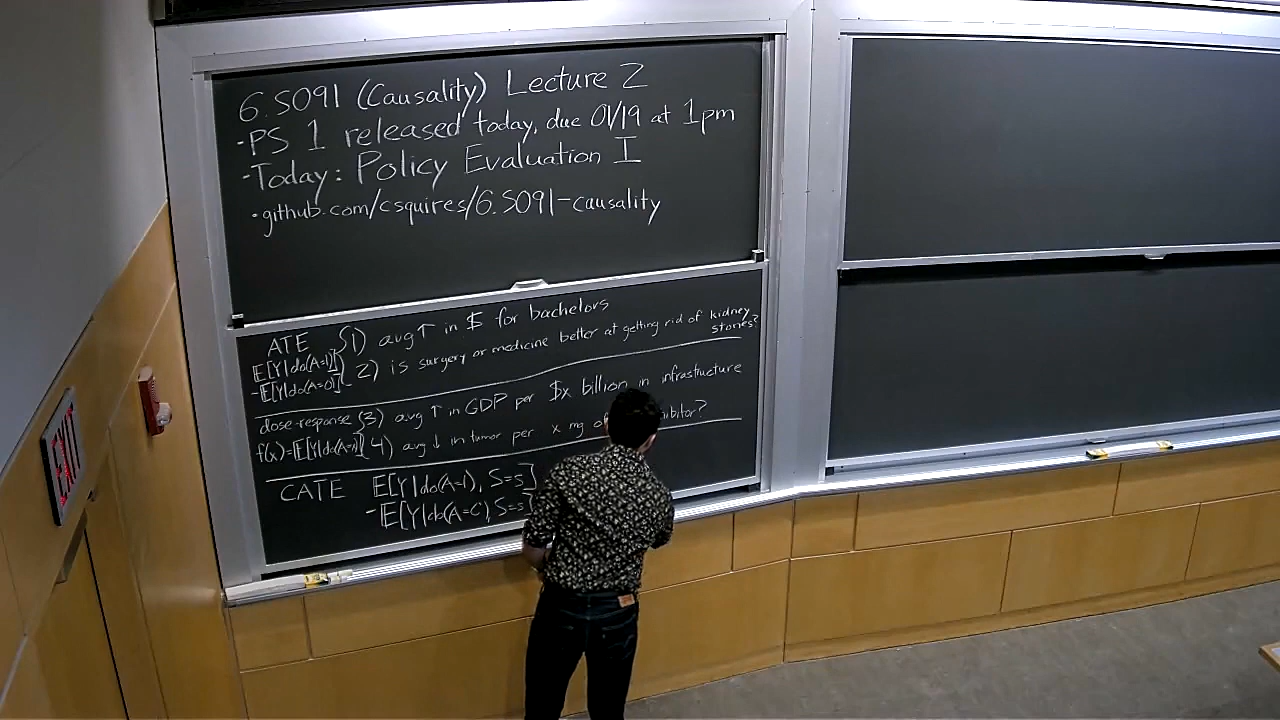 6.S091 (Causality) Lecture 2
-PS 1 released today, due 01/19 at 1pm
-Today: Policy Evaluation I
·github.com/csquires/6.S091-causality
ATE {1) avg↑ in $ for bachelors
E[Y|do(A=1)]
-E[Y|do(A=0)] 2) is surgery or medicine better at getting rid of kidney stones?
dose-response {3) avg ↑ in GDP per $x billion in infrastructure
f(x)=E[Y|do(A=x)] {4) avg ↓ in tumor per x mg
CATE E[Y|do(A=1), S=s]
-E[Y|do(A=0), S=s]
EXIT